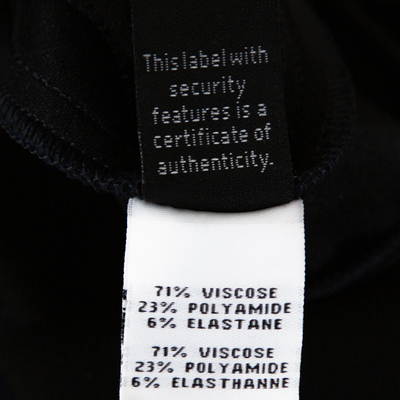 This label with
security
features is a
certificate of
authenticity.
71% VISCOSE
23% POLYAMIDE
6% ELASTANE
71% VISCOSE
23% POLYAMIDE
6% ELASTHANNE